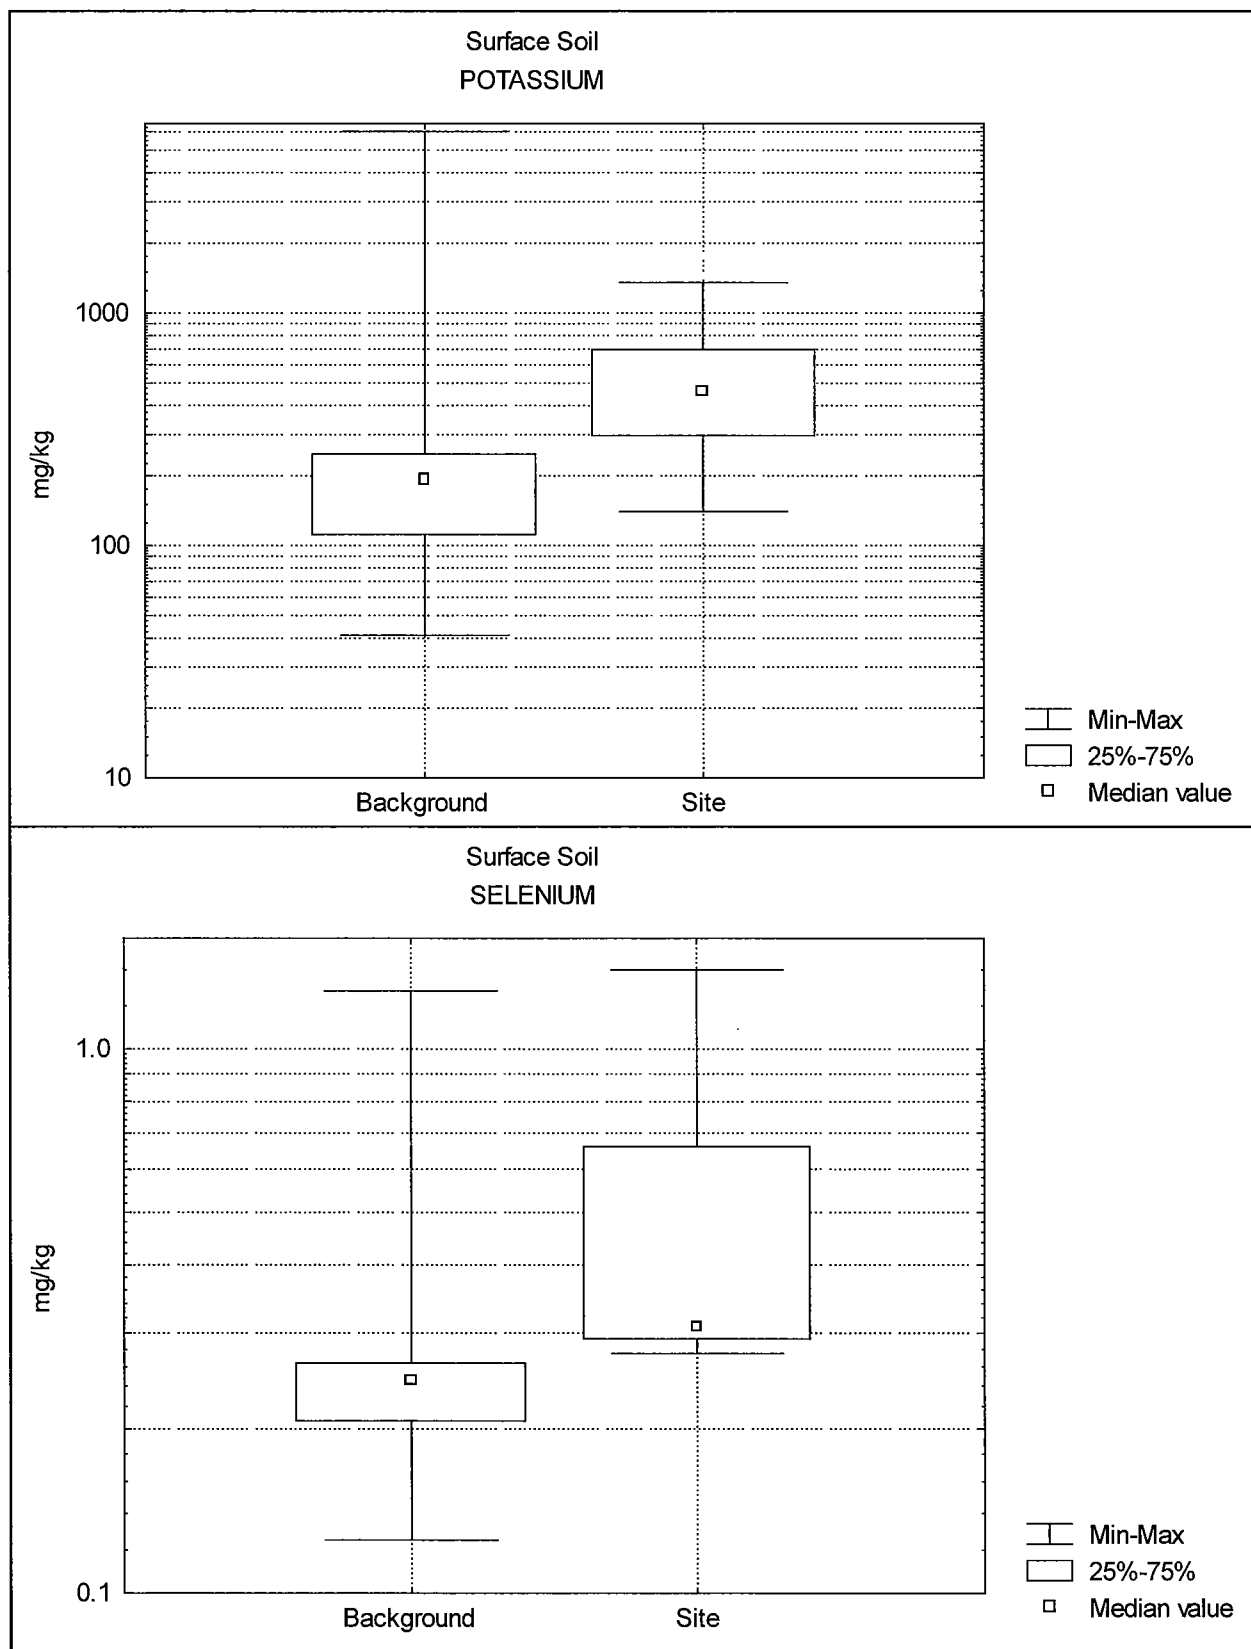 Surface Soil
POTASSIUM
1000
100
10
mg/kg
Background
Site
Min-Max
25%-75%
Median value
Surface Soil
SELENIUM
1.0
0.1
mg/kg
Background
Site
Min-Max
25%-75%
Median value